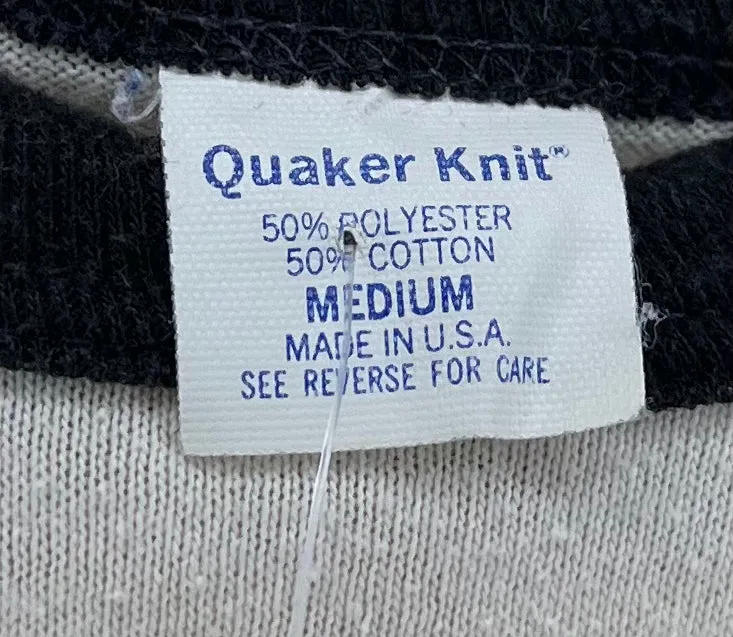 Quaker Knit®
50% POLYESTER
50% COTTON
MEDIUM
MADE IN U.S.A.
SEE REVERSE FOR CARE